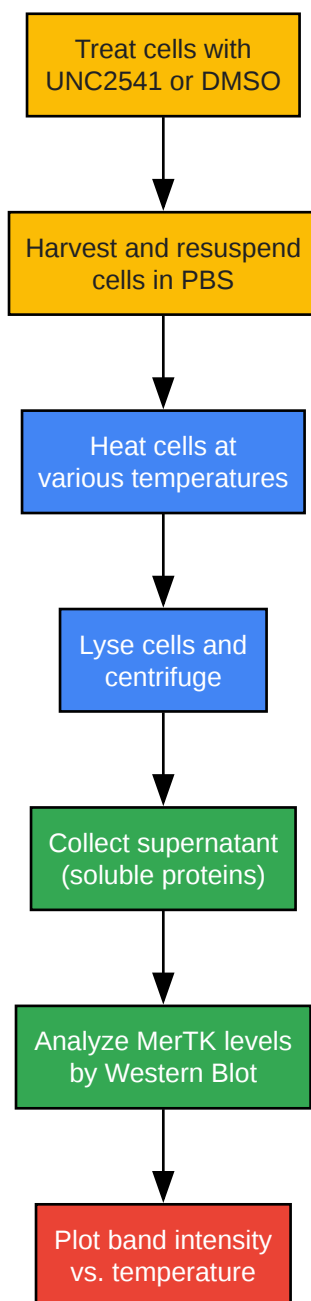 Treat cells with
UNC2541 or DMSO
Harvest and resuspend
cells in PBS
Heat cells at
various temperatures
Lyse cells and
centrifuge
Collect supernatant
(soluble proteins)
Analyze MerTK levels
by Western Blot
Plot band intensity
vs. temperature